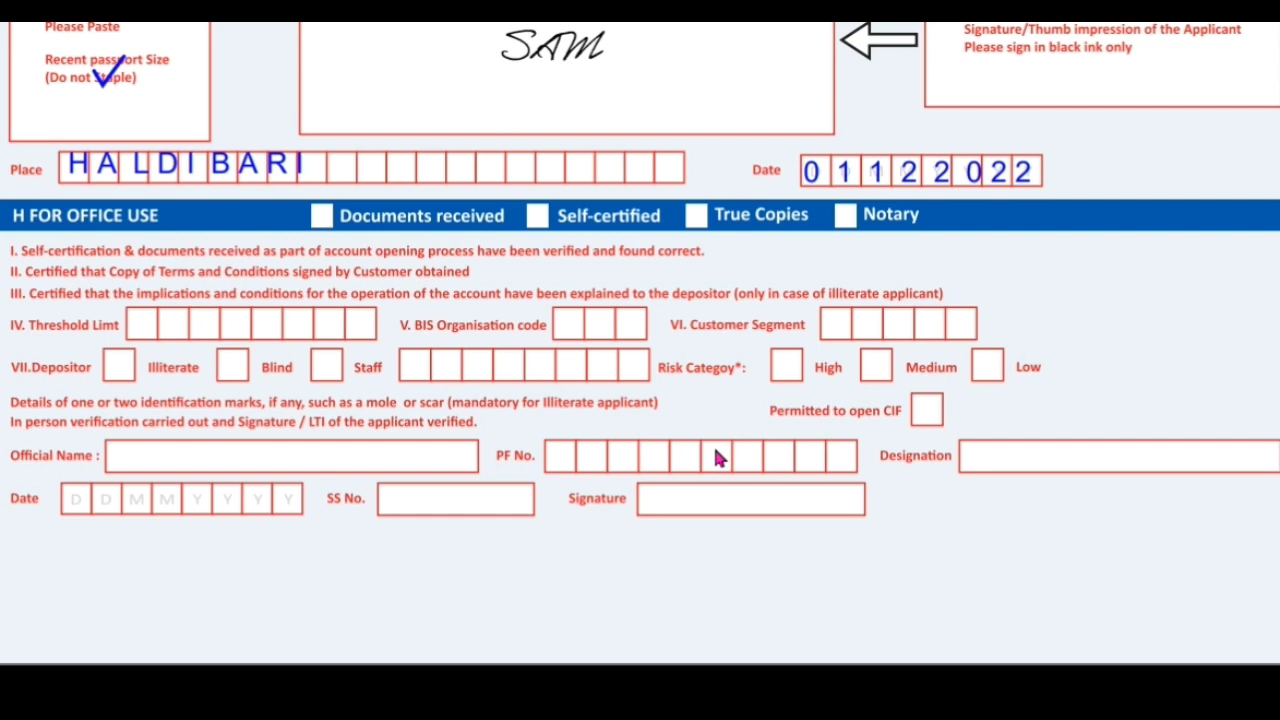 Please Paste
Recent passport Size
(Do not Staple)
SAM
Signature/Thumb impression of the Applicant
Please sign in black ink only
Place HALDIBARI Date 01122022
H FOR OFFICE USE Documents received Self-certified True Copies Notary
I. Self-certification & documents received as part of account opening process have been verified and found correct.
II. Certified that Copy of Terms and Conditions signed by Customer obtained
III. Certified that the implications and conditions for the operation of the account have been explained to the depositor (only in case of illiterate applicant)
IV. Threshold Limt V. BIS Organisation code VI. Customer Segment
VII.Depositor Illiterate Blind Staff Risk Categoy*: High Medium Low
Details of one or two identification marks, if any, such as a mole or scar (mandatory for Illiterate applicant)
Permitted to open CIF
In person verification carried out and Signature / LTI of the applicant verified.
Official Name : PF No. Designation
Date D D M M Y Y Y Y SS No. Signature